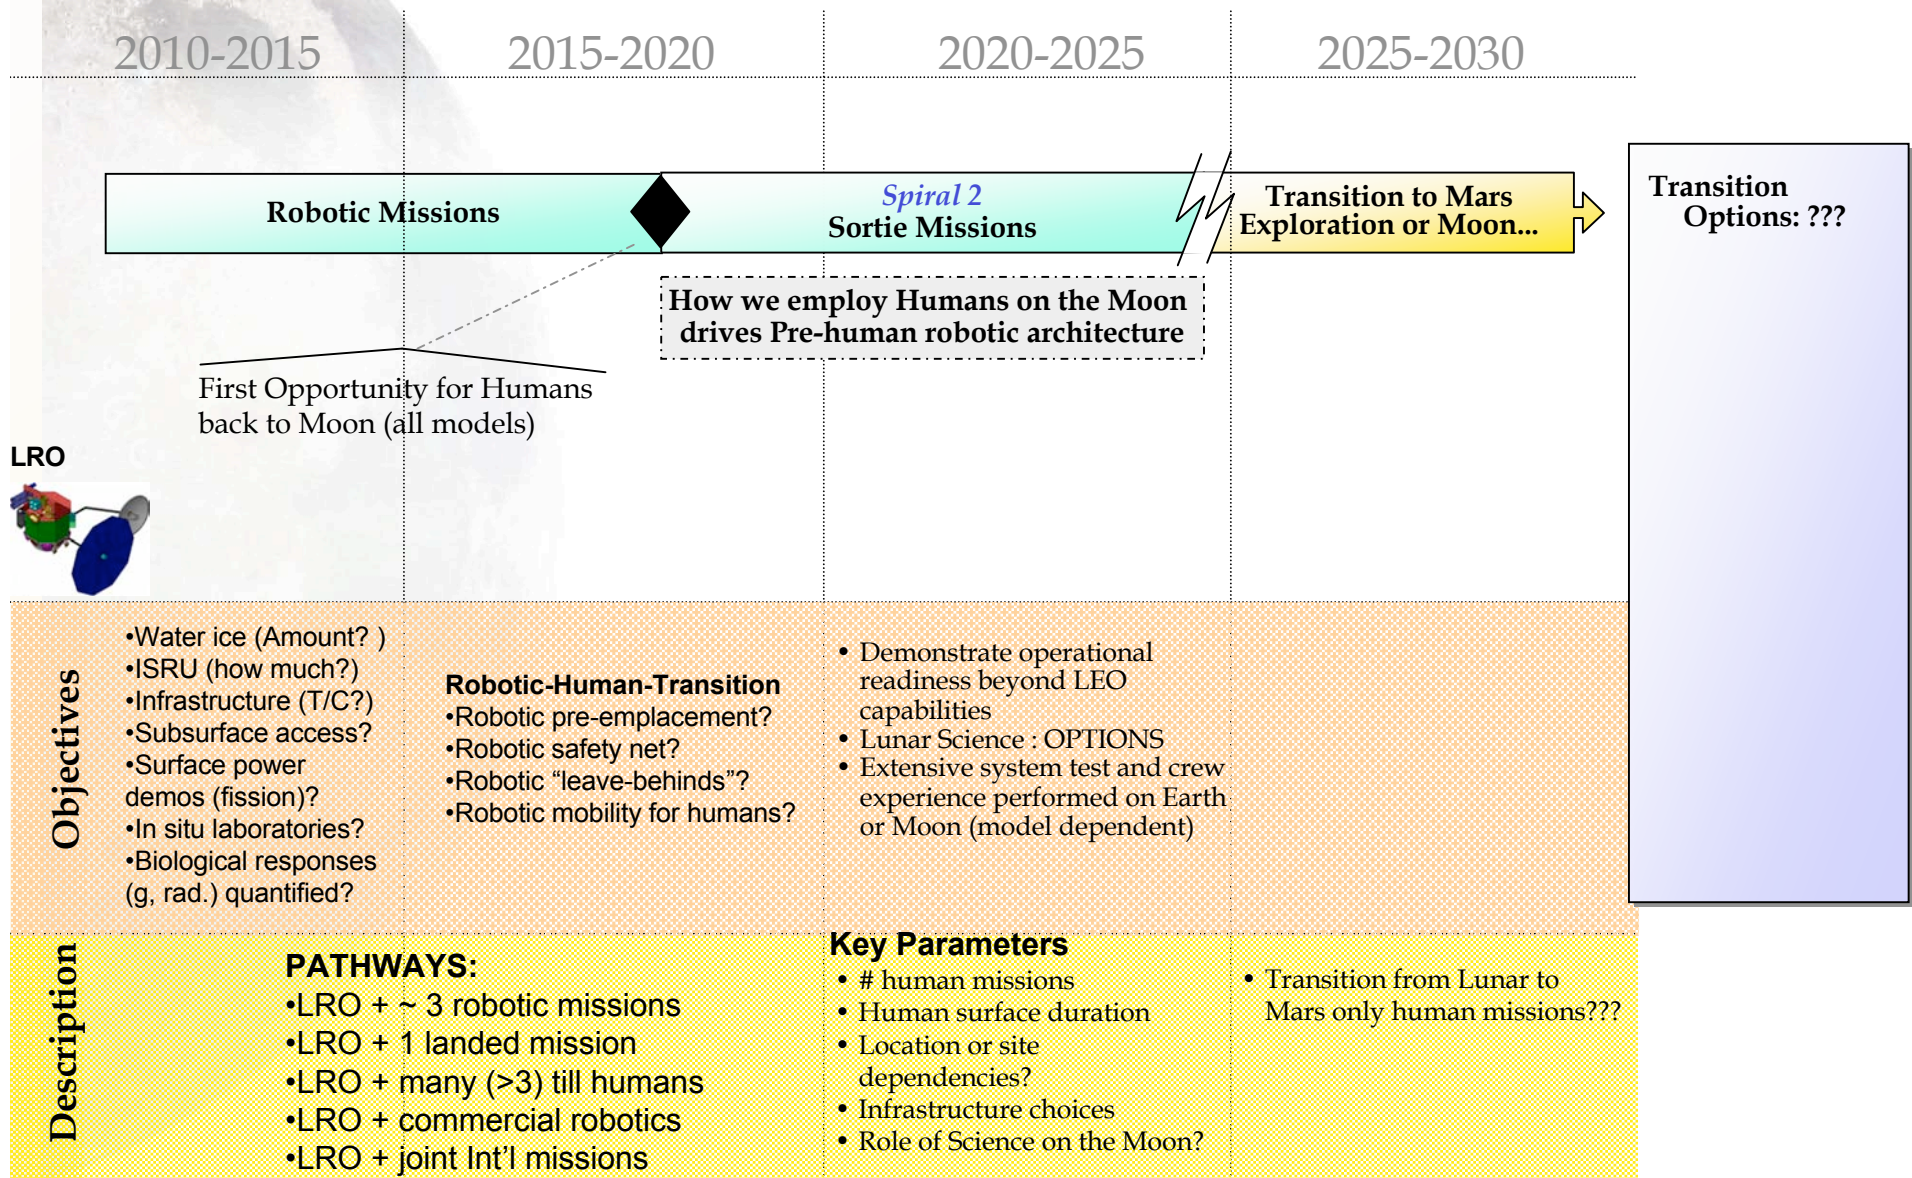 2010-2015
2015-2020
2020-2025
2025-2030
Robotic Missions
Spiral 2
Sortie Missions
Transition to Mars
Exploration or Moon...
Transition
Options: ???
How we employ Humans on the Moon
drives Pre-human robotic architecture
First Opportunity for Humans
back to Moon (all models)
LRO
Objectives
•Water ice (Amount? )
•ISRU (how much?)
•Infrastructure (T/C?)
•Subsurface access?
•Surface power
demos (fission)?
•In situ laboratories?
•Biological responses
(g, rad.) quantified?
Robotic-Human-Transition
•Robotic pre-emplacement?
•Robotic safety net?
•Robotic “leave-behinds”?
•Robotic mobility for humans?
• Demonstrate operational
readiness beyond LEO
capabilities
• Lunar Science : OPTIONS
• Extensive system test and crew
experience performed on Earth
or Moon (model dependent)
Description
PATHWAYS:
•LRO + ~ 3 robotic missions
•LRO + 1 landed mission
•LRO + many (>3) till humans
•LRO + commercial robotics
•LRO + joint Int’l missions
Key Parameters
• # human missions
• Human surface duration
• Location or site
dependencies?
• Infrastructure choices
• Role of Science on the Moon?
• Transition from Lunar to
Mars only human missions???